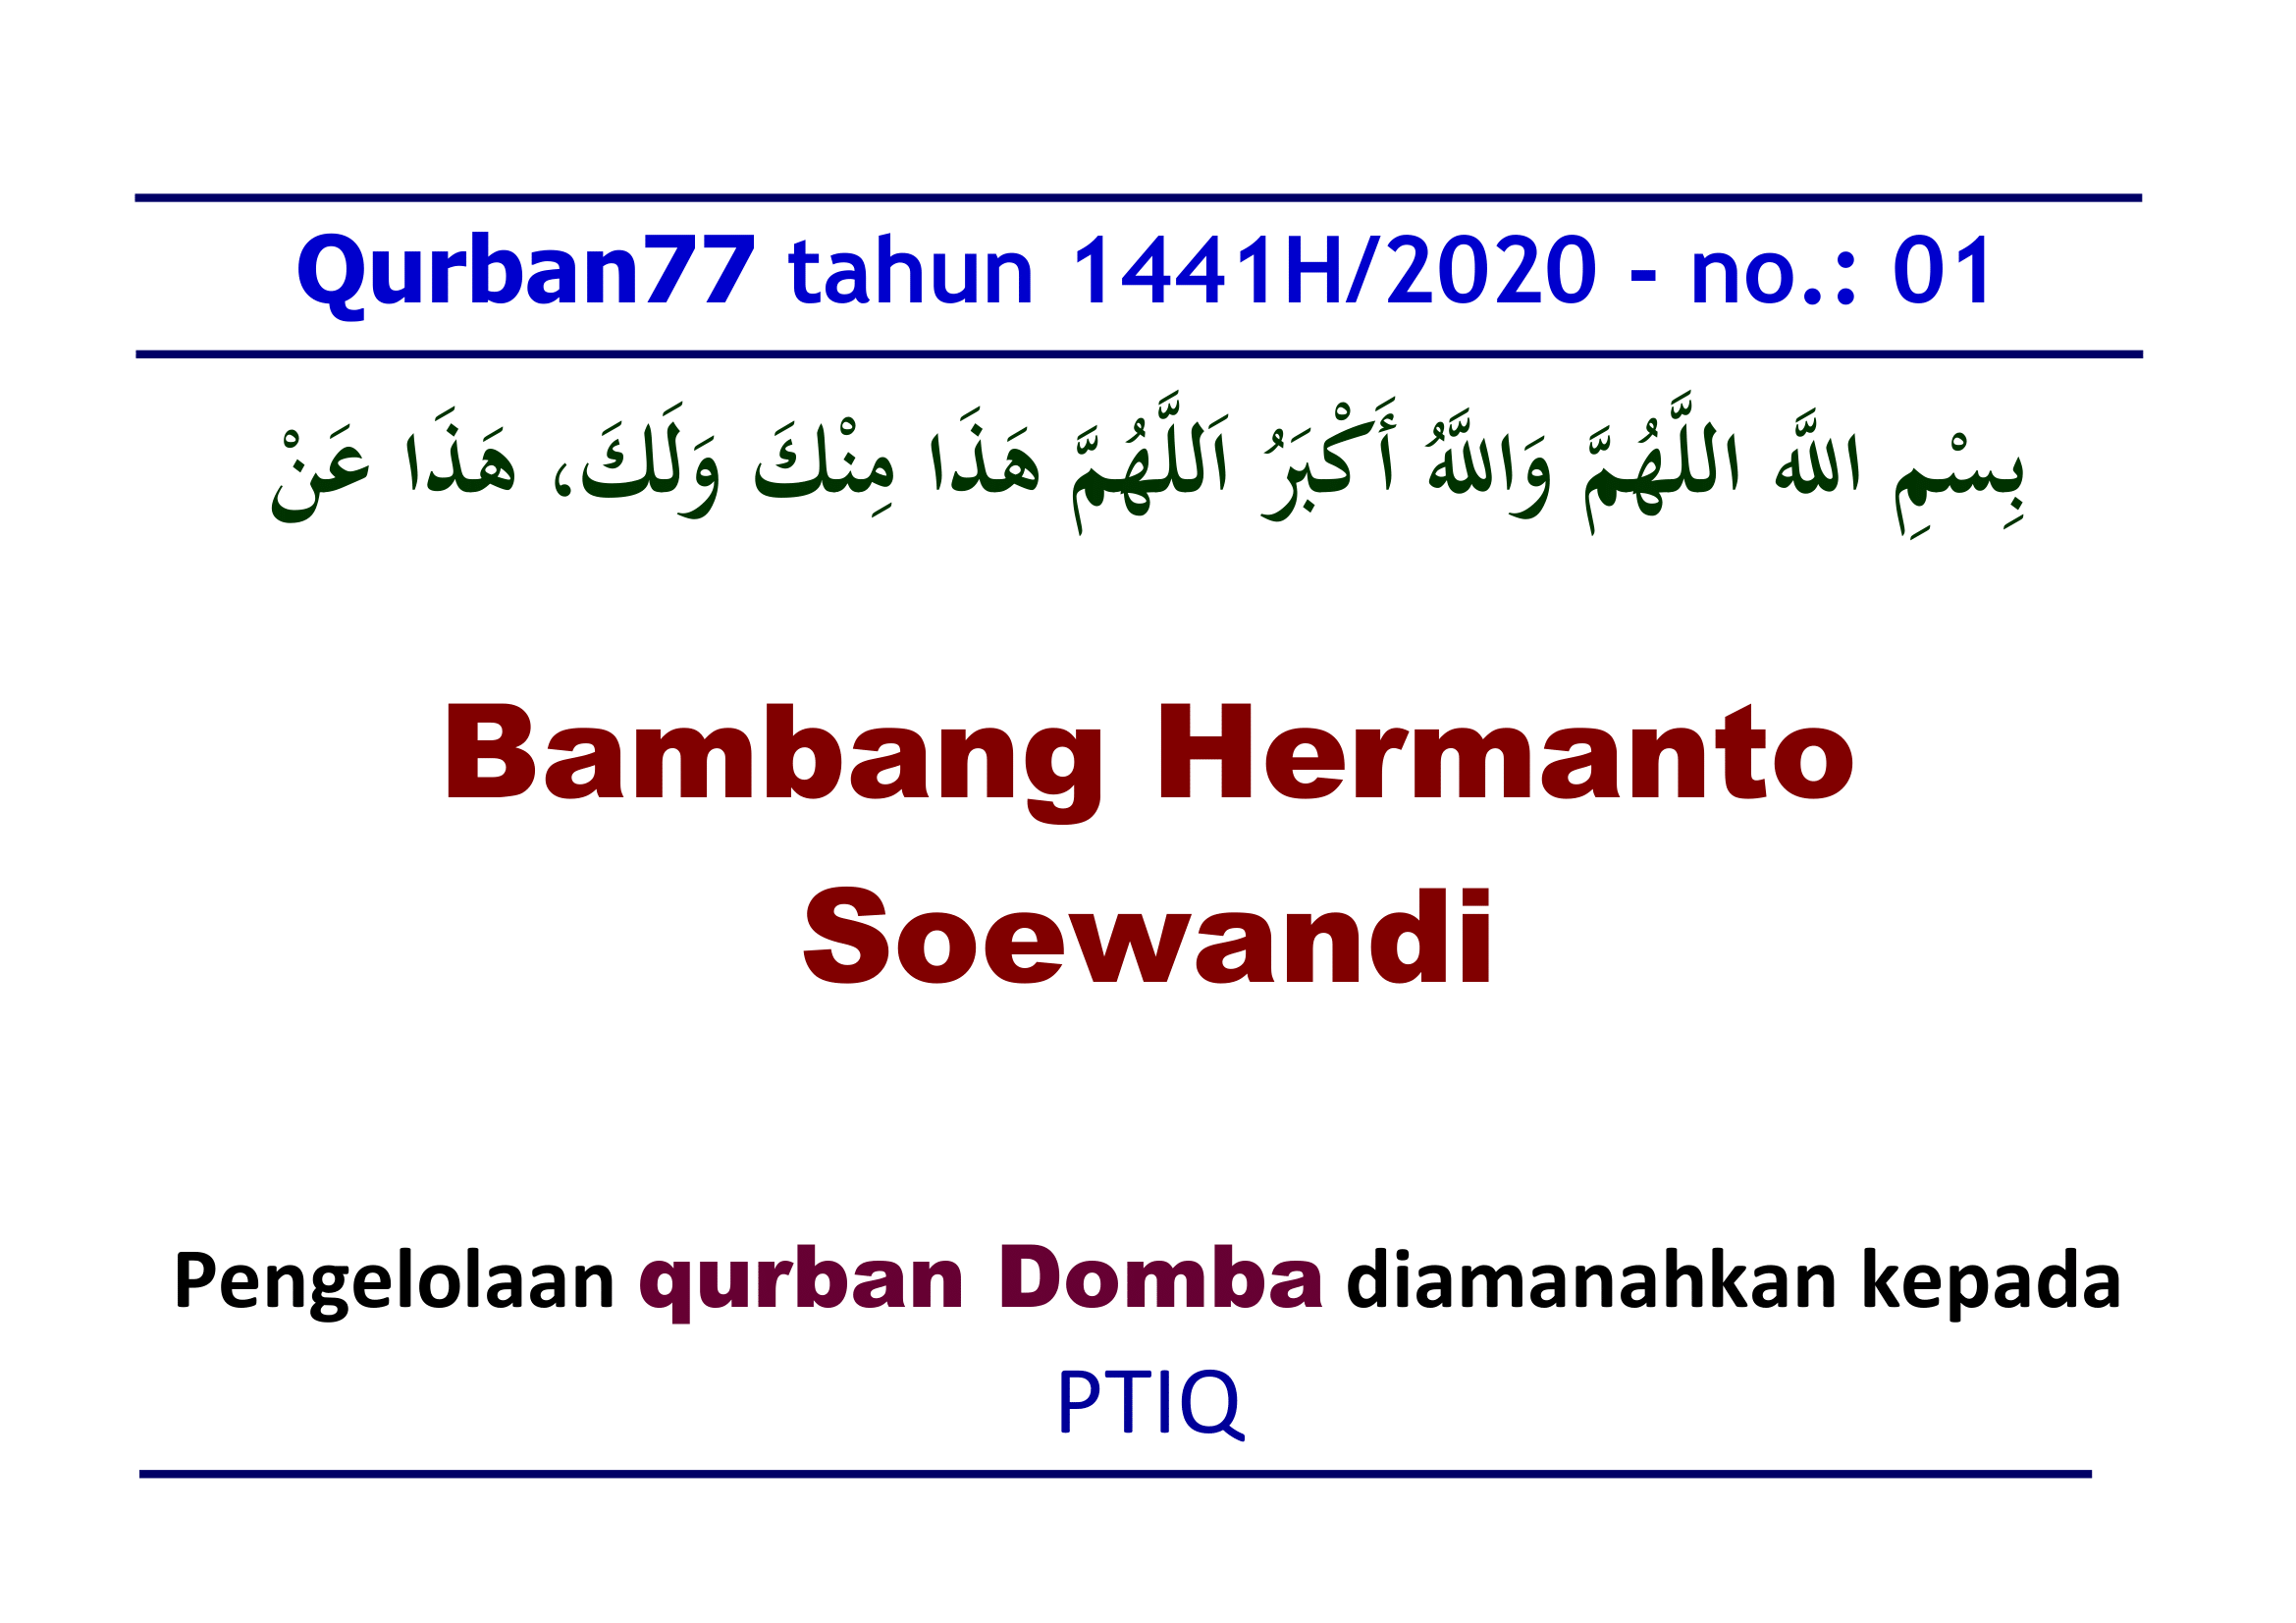 Qurban77 tahun 1441H/2020 - no.: 01
بِسْمِ اللَّه اللَّهُمَّ وَاللَّهُ أَكْبَرُ اَللَّهُمَّ هَذَا مِنْكَ وَلَكَ، هَذَا عَنْ
Bambang Hermanto
Soewandi
Pengelolaan qurban Domba diamanahkan kepada
PTIQ